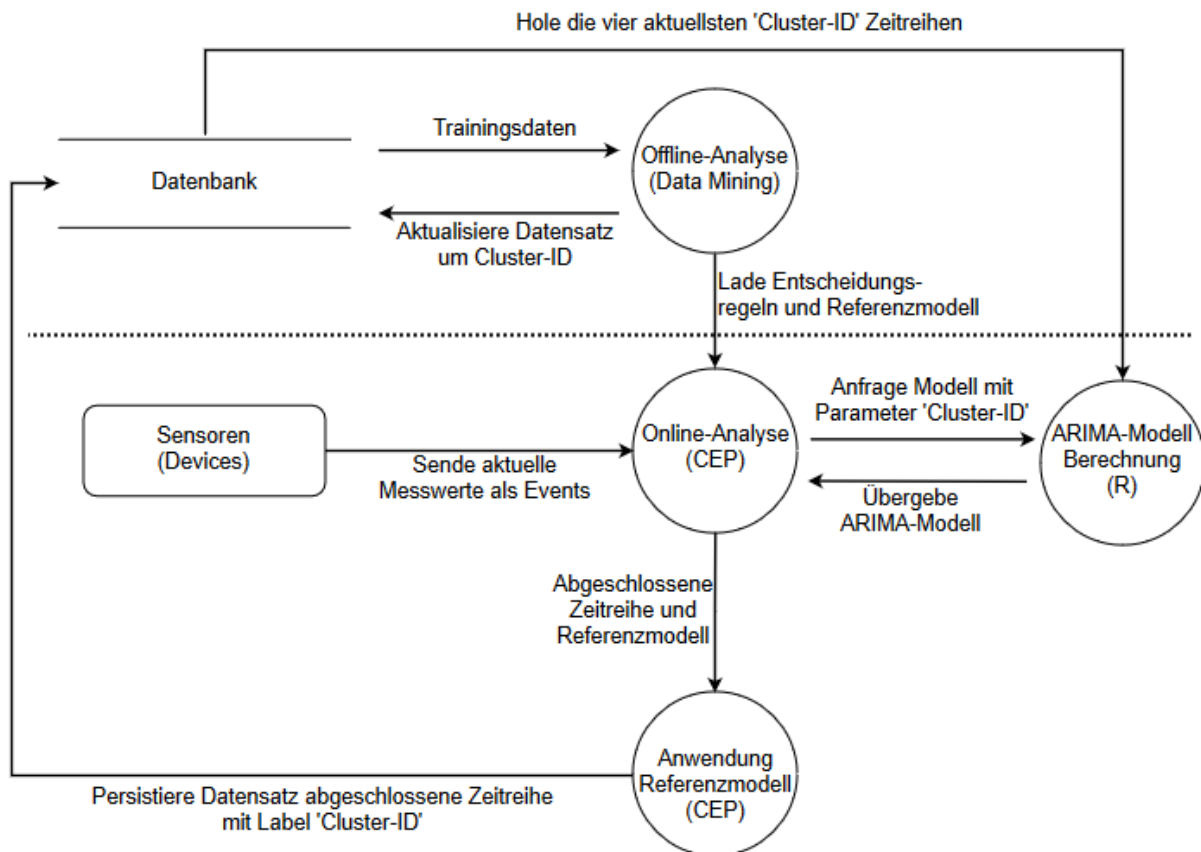 Hole die vier aktuellsten 'Cluster-ID' Zeitreihen
Trainingsdaten
Offline-Analyse
(Data Mining)
Datenbank
Aktualisiere Datensatz
um Cluster-ID
Lade Entscheidungs-
regeln und Referenzmodell
Anfrage Modell mit
Parameter 'Cluster-ID'
Sensoren
(Devices)
Online-Analyse
(CEP)
ARIMA-Modell
Berechnung
(R)
Sende aktuelle
Messwerte als Events
Übergebe
ARIMA-Modell
Abgeschlossene
Zeitreihe und
Referenzmodell
Anwendung
Referenzmodell
(CEP)
Persistiere Datensatz abgeschlossene Zeitreihe
mit Label 'Cluster-ID'